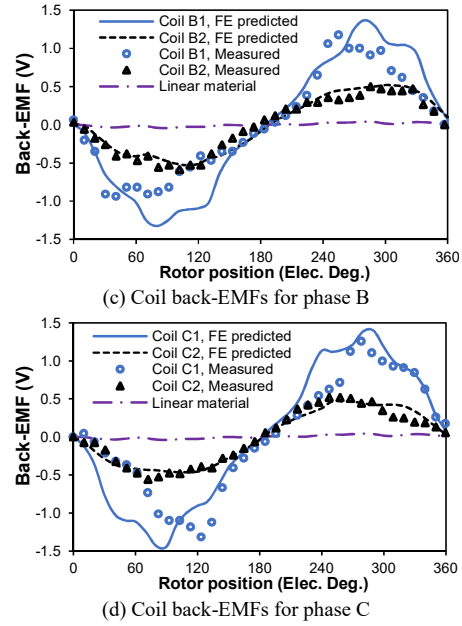 Back-EMF (V)
1.5
1.0
0.5
0.0
-0.5
-1.0
-1.5
Coil B1, FE predicted
Coil B2, FE predicted
Coil B1, Measured
Coil B2, Measured
Linear material
0 60 120 180 240 300 360
Rotor position (Elec. Deg.)
(c) Coil back-EMFs for phase B
Back-EMF (V)
1.5
1.0
0.5
0.0
-0.5
-1.0
-1.5
Coil C1, FE predicted
Coil C2, FE predicted
Coil C1, Measured
Coil C2, Measured
Linear material
0 60 120 180 240 300 360
Rotor position (Elec. Deg.)
(d) Coil back-EMFs for phase C